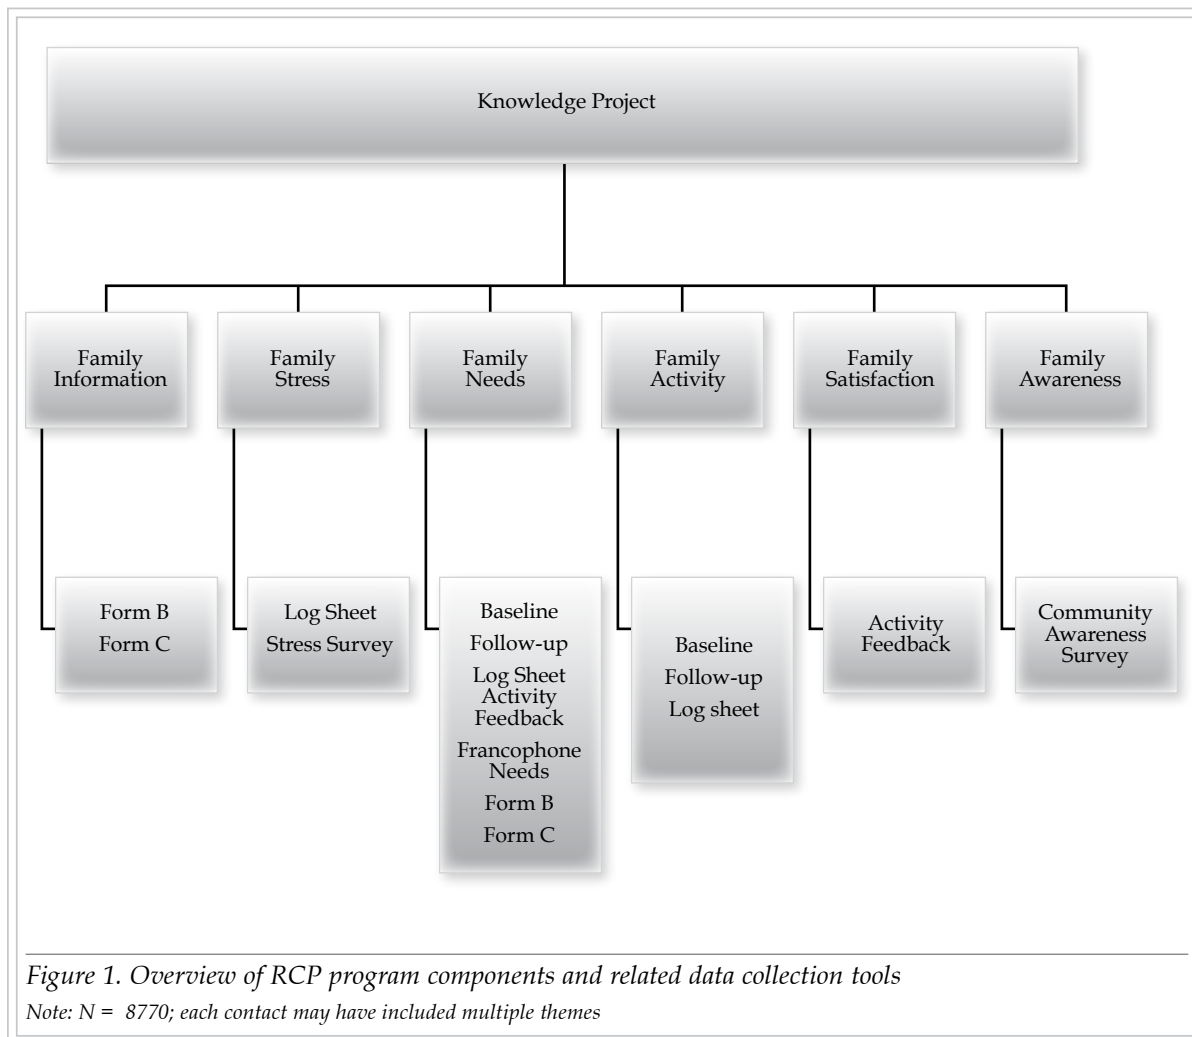 Knowledge Project
Family
Information
Family
Stress
Family
Needs
Family
Activity
Family
Satisfaction
Family
Awareness
Form B
Form C
Log Sheet
Stress Survey
Baseline
Follow-up
Log Sheet
Activity
Feedback
Francophone
Needs
Form B
Form C
Baseline
Follow-up
Log sheet
Activity
Feedback
Community
Awareness
Survey
Figure 1. Overview of RCP program components and related data collection tools
Note: N = 8770; each contact may have included multiple themes